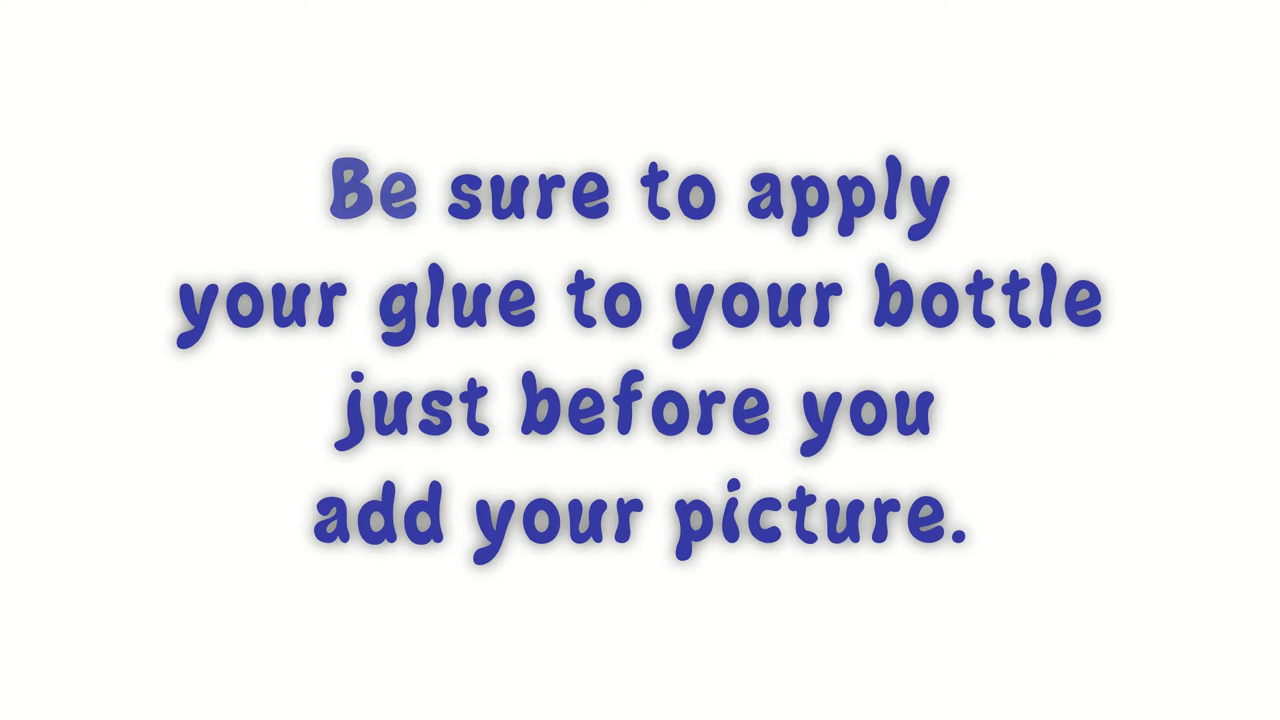 Be sure to apply
your glue to your bottle
just before you
add your picture.